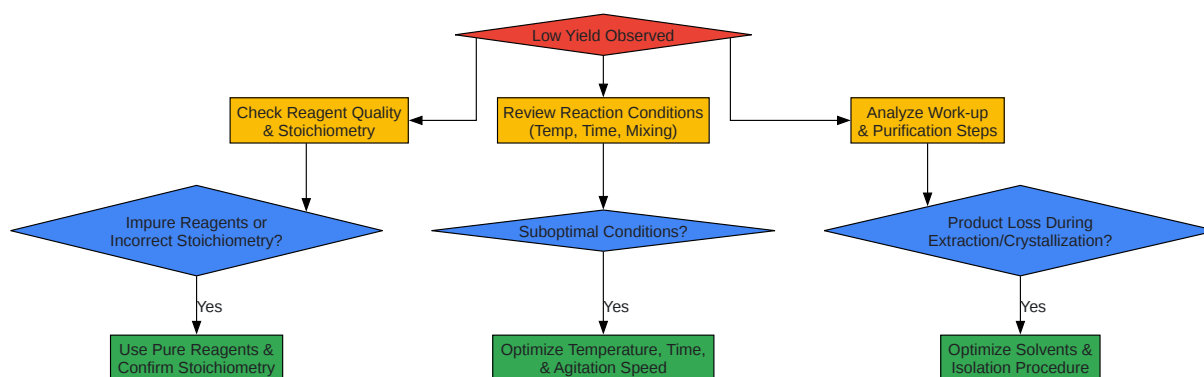 Low Yield Observed
Check Reagent Quality
& Stoichiometry
Review Reaction Conditions
(Temp, Time, Mixing)
Analyze Work-up
& Purification Steps
Impure Reagents or
Incorrect Stoichiometry?
Suboptimal Conditions?
Product Loss During
Extraction/Crystallization?
Yes
Yes
Yes
Use Pure Reagents &
Confirm Stoichiometry
Optimize Temperature, Time,
& Agitation Speed
Optimize Solvents &
Isolation Procedure